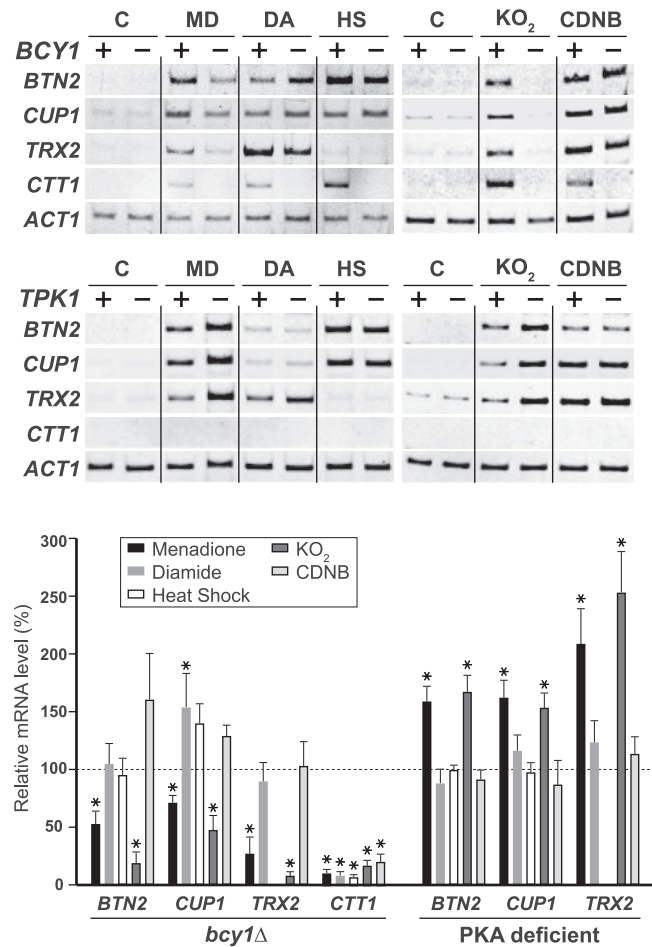 C MD DA HS C KO2 CDNB
BCY1 + − + − + − + − + − + − + −
BTN2
CUP1
TRX2
CTT1
ACT1
C MD DA HS C KO2 CDNB
TPK1 + − + − + − + − + − + − + −
BTN2
CUP1
TRX2
CTT1
ACT1
Relative mRNA level (%)
300
250
200
150
100
50
0
Menadione
Diamide
Heat Shock
KO2
CDNB
* * * * * * * * * * * * * * * * * *
BTN2 CUP1 TRX2 CTT1 BTN2 CUP1 TRX2
bcy1Δ PKA deficient